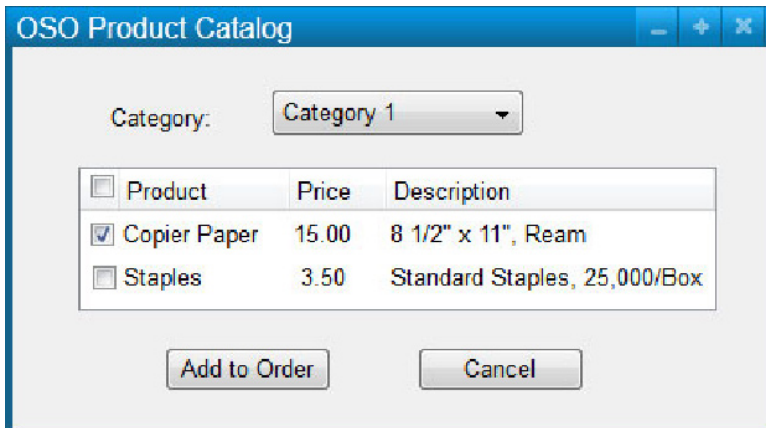 OSO Product Catalog
Category: Category 1
Product Price Description
Copier Paper 15.00 8 1/2" x 11", Ream
Staples 3.50 Standard Staples, 25,000/Box
Add to Order Cancel